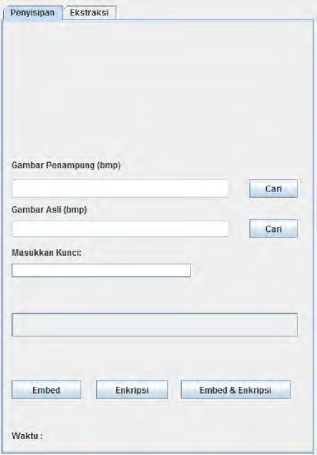 Penyisipan Ekstraksi
Gambar Penampung (bmp)
Cari
Gambar Asli (bmp)
Cari
Masukkan Kunci:
Embed Enkripsi Embed & Enkripsi
Waktu :